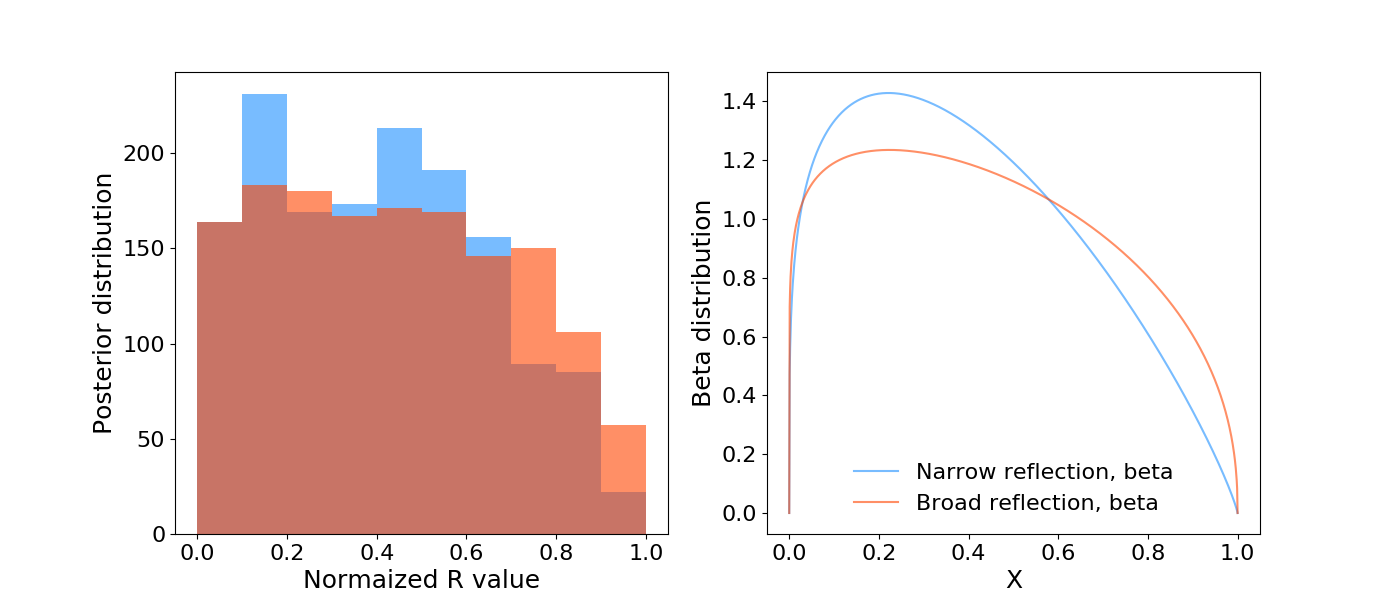 Posterior distribution
200
150
100
50
0
0.0 0.2 0.4 0.6 0.8 1.0
Normaized R value
Beta distribution
1.4
1.2
1.0
0.8
0.6
0.4
0.2
0.0
Narrow reflection, beta
Broad reflection, beta
0.0 0.2 0.4 0.6 0.8 1.0
X